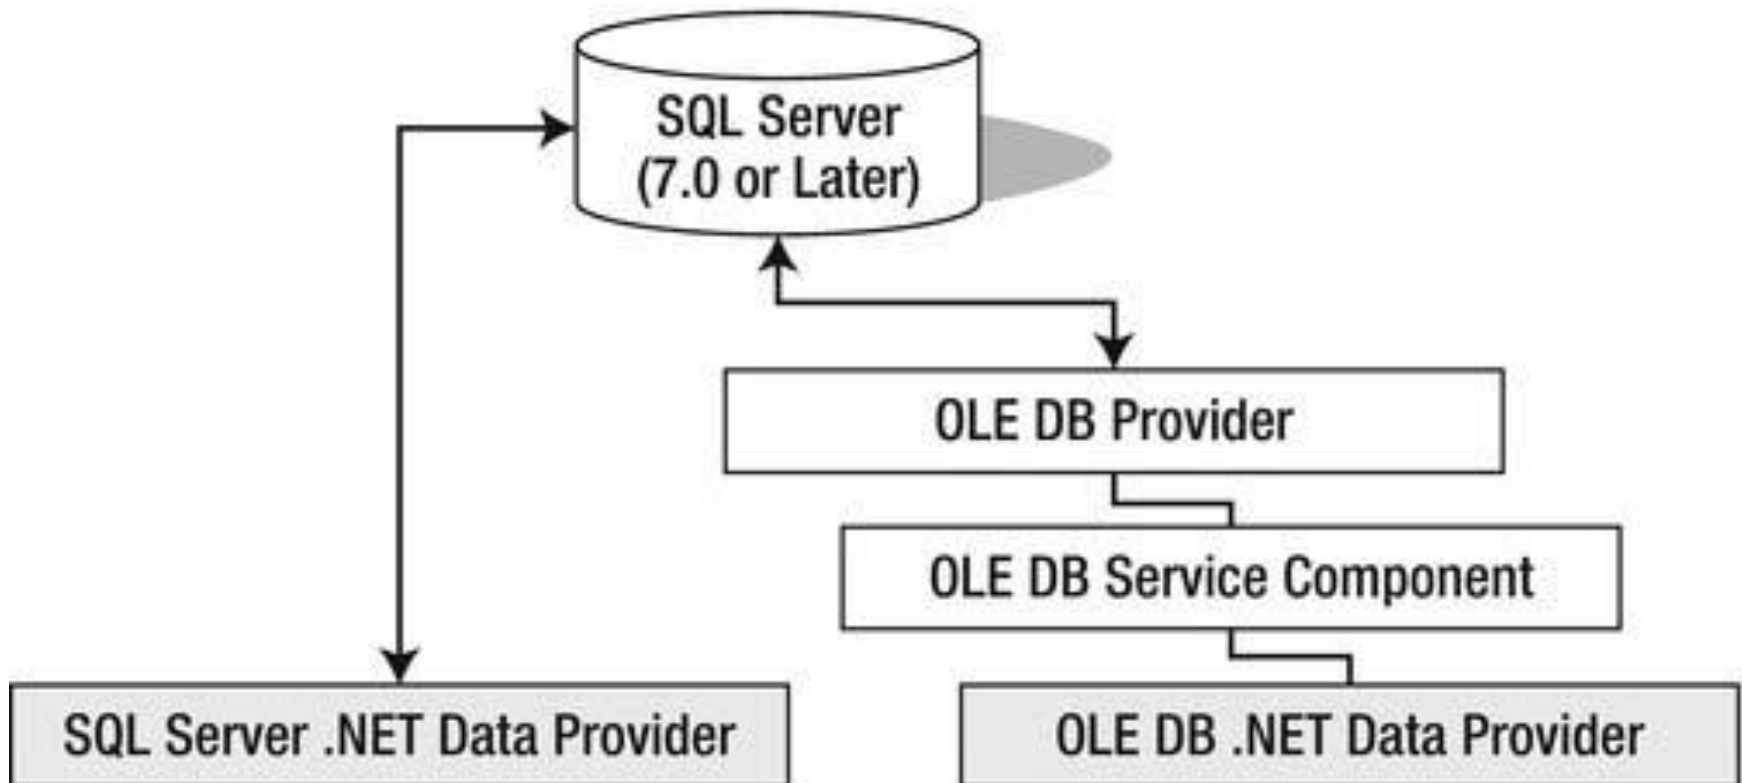 SQL Server
(7.0 or Later)
OLE DB Provider
OLE DB Service Component
SQL Server .NET Data Provider
OLE DB .NET Data Provider